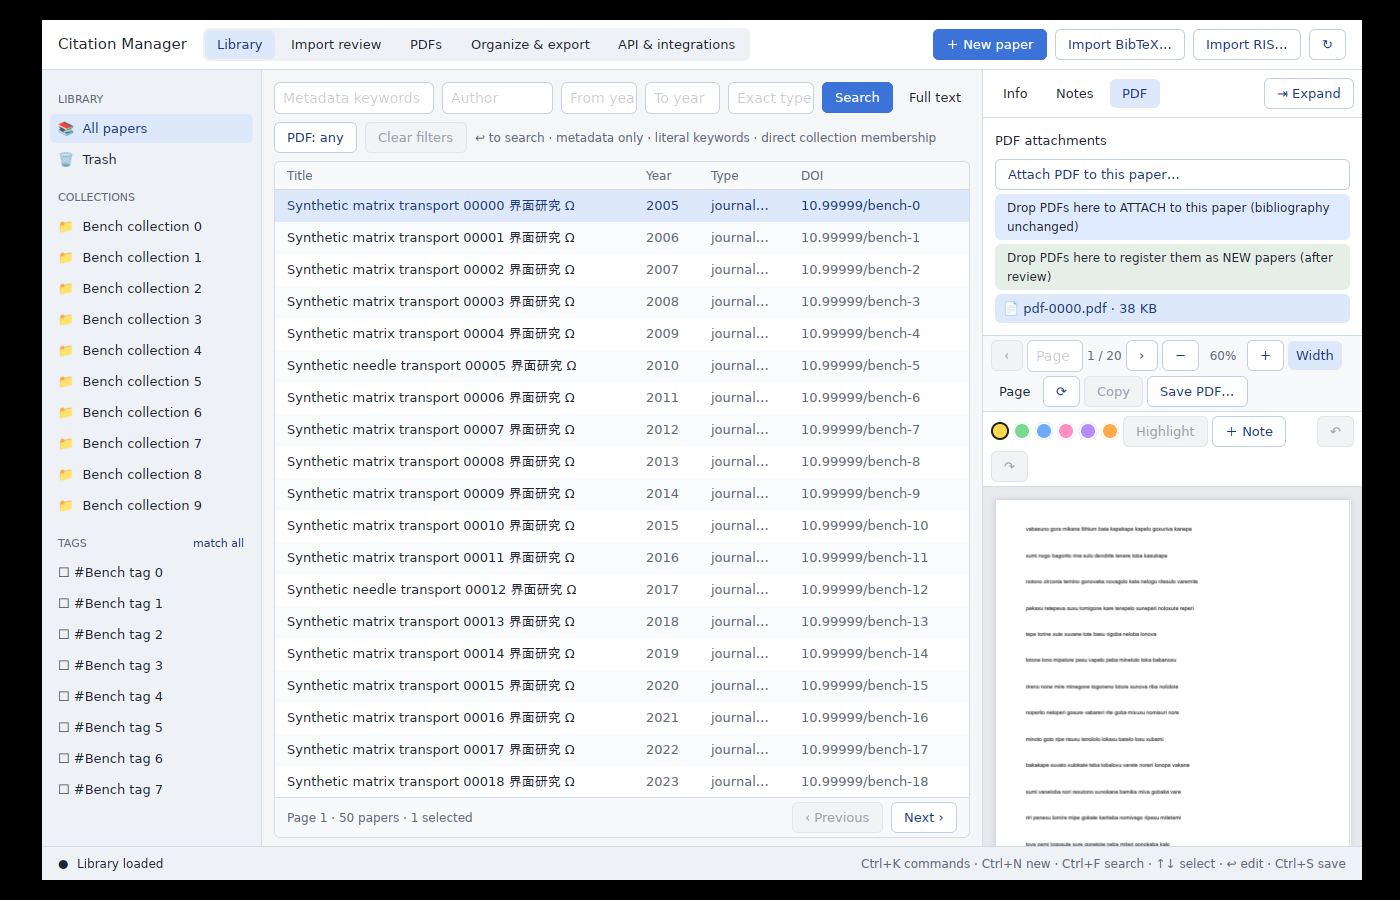 Citation Manager Library Import review PDFs Organize & export API & integrations + New paper Import BibTeX… Import RIS… ↻
LIBRARY
📚 All papers
🗑️ Trash
COLLECTIONS
📁 Bench collection 0
📁 Bench collection 1
📁 Bench collection 2
📁 Bench collection 3
📁 Bench collection 4
📁 Bench collection 5
📁 Bench collection 6
📁 Bench collection 7
📁 Bench collection 8
📁 Bench collection 9
TAGS match all
☐ #Bench tag 0
☐ #Bench tag 1
☐ #Bench tag 2
☐ #Bench tag 3
☐ #Bench tag 4
☐ #Bench tag 5
☐ #Bench tag 6
☐ #Bench tag 7
Metadata keywords Author From yea To year Exact type Search Full text
PDF: any Clear filters ↩ to search · metadata only · literal keywords · direct collection membership
Title Year Type DOI
Synthetic matrix transport 00000 界面研究 Ω 2005 journal… 10.99999/bench-0
Synthetic matrix transport 00001 界面研究 Ω 2006 journal… 10.99999/bench-1
Synthetic matrix transport 00002 界面研究 Ω 2007 journal… 10.99999/bench-2
Synthetic matrix transport 00003 界面研究 Ω 2008 journal… 10.99999/bench-3
Synthetic matrix transport 00004 界面研究 Ω 2009 journal… 10.99999/bench-4
Synthetic needle transport 00005 界面研究 Ω 2010 journal… 10.99999/bench-5
Synthetic matrix transport 00006 界面研究 Ω 2011 journal… 10.99999/bench-6
Synthetic matrix transport 00007 界面研究 Ω 2012 journal… 10.99999/bench-7
Synthetic matrix transport 00008 界面研究 Ω 2013 journal… 10.99999/bench-8
Synthetic matrix transport 00009 界面研究 Ω 2014 journal… 10.99999/bench-9
Synthetic matrix transport 00010 界面研究 Ω 2015 journal… 10.99999/bench-10
Synthetic matrix transport 00011 界面研究 Ω 2016 journal… 10.99999/bench-11
Synthetic needle transport 00012 界面研究 Ω 2017 journal… 10.99999/bench-12
Synthetic matrix transport 00013 界面研究 Ω 2018 journal… 10.99999/bench-13
Synthetic matrix transport 00014 界面研究 Ω 2019 journal… 10.99999/bench-14
Synthetic matrix transport 00015 界面研究 Ω 2020 journal… 10.99999/bench-15
Synthetic matrix transport 00016 界面研究 Ω 2021 journal… 10.99999/bench-16
Synthetic matrix transport 00017 界面研究 Ω 2022 journal… 10.99999/bench-17
Synthetic matrix transport 00018 界面研究 Ω 2023 journal… 10.99999/bench-18
Page 1 · 50 papers · 1 selected ‹ Previous Next ›
Info Notes PDF ⇥ Expand
PDF attachments
Attach PDF to this paper…
Drop PDFs here to ATTACH to this paper (bibliography
unchanged)
Drop PDFs here to register them as NEW papers (after
review)
📄 pdf-0000.pdf · 38 KB
‹ Page 1 / 20 › − 60% + Width
Page ⟳ Copy Save PDF…
Highlight + Note ↶
↷
● Library loaded Ctrl+K commands · Ctrl+N new · Ctrl+F search · ↑↓ select · ↩ edit · Ctrl+S save